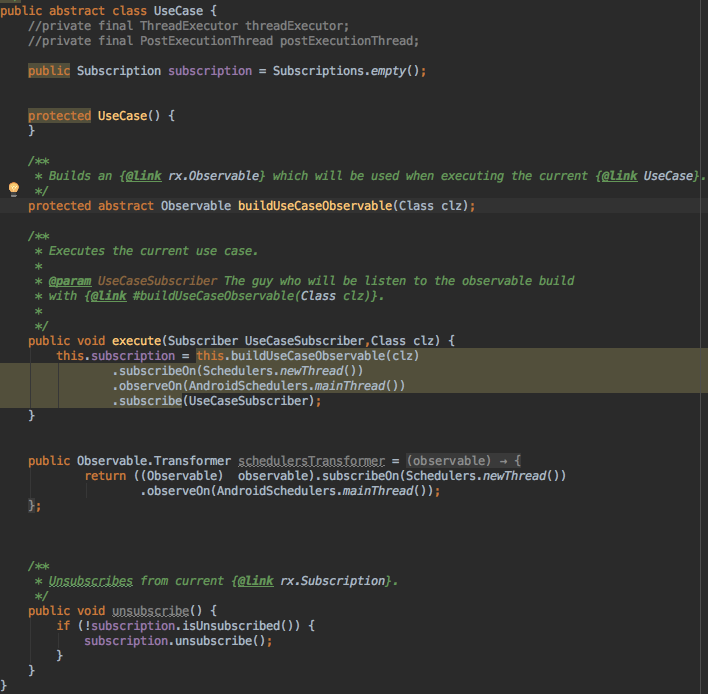 public abstract class UseCase {
//private final ThreadExecutor threadExecutor;
//private final PostExecutionThread postExecutionThread;
public Subscription subscription = Subscriptions.empty();
protected UseCase() {
}
/**
* Builds an {@link rx.Observable} which will be used when executing the current {@link UseCase}.
*/
protected abstract Observable buildUseCaseObservable(Class clz);
/**
* Executes the current use case.
*
* @param UseCaseSubscriber The guy who will be listen to the observable build
* with {@link #buildUseCaseObservable(Class clz)}.
*
*/
public void execute(Subscriber UseCaseSubscriber,Class clz) {
this.subscription = this.buildUseCaseObservable(clz)
.subscribeOn(Schedulers.newThread())
.observeOn(AndroidSchedulers.mainThread())
.subscribe(UseCaseSubscriber);
}
public Observable.Transformer schedulersTransformer = (observable) → {
return ((Observable)  observable).subscribeOn(Schedulers.newThread())
.observeOn(AndroidSchedulers.mainThread());
};
/**
* Unsubscribes from current {@link rx.Subscription}.
*/
public void unsubscribe() {
if (!subscription.isUnsubscribed()) {
subscription.unsubscribe();
}
}
}